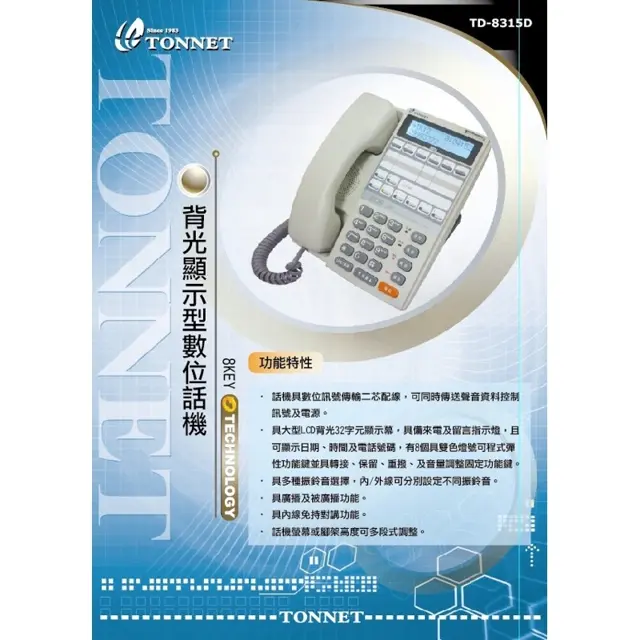 Since 1983
TONNET
TD-8315D
TONNET
背光顯示型數位話機
8KEY
TECHNOLOGY
功能特性
· 話機具數位訊號傳輸二芯配線，可同時傳送聲音資料控制
訊號及電源。
· 具大型LCD背光32字元顯示幕，具備來電及留言指示燈，且
可顯示日期、時間及電話號碼，有8個具雙色燈號可程式彈
性功能鍵並具轉接、保留、重撥、及音量調整固定功能鍵。
· 具多種振鈴音選擇，內/外線可分別設定不同振鈴音。
· 具廣播及被廣播功能。
· 具內線免持對講功能。
· 話機螢幕或腳架高度可多段式調整。
TONNET